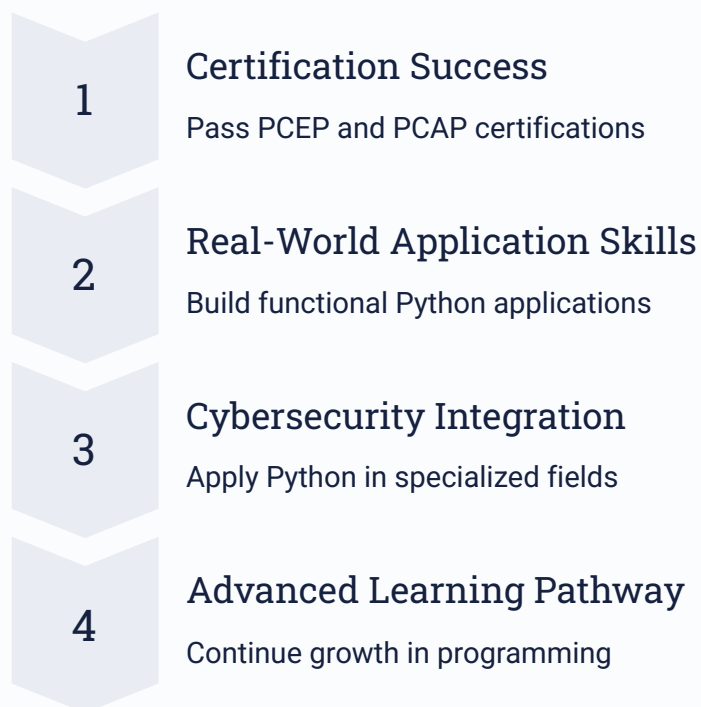 1
Certification Success
Pass PCEP and PCAP certifications
2
Real-World Application Skills
Build functional Python applications
3
Cybersecurity Integration
Apply Python in specialized fields
4
Advanced Learning Pathway
Continue growth in programming